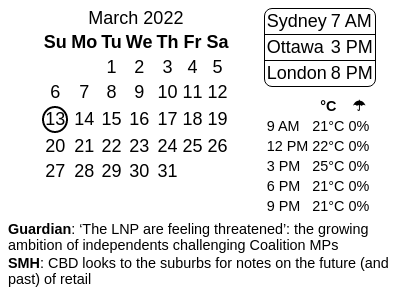 March 2022
Su Mo Tu We Th Fr Sa
1 2 3 4 5
6 7 8 9 10 11 12
13 14 15 16 17 18 19
20 21 22 23 24 25 26
27 28 29 30 31
Sydney 7 AM
Ottawa 3 PM
London 8 PM
°C ☂
9 AM 21°C 0%
12 PM 22°C 0%
3 PM 25°C 0%
6 PM 21°C 0%
9 PM 21°C 0%
Guardian: ‘The LNP are feeling threatened’: the growing
ambition of independents challenging Coalition MPs
SMH: CBD looks to the suburbs for notes on the future (and
past) of retail